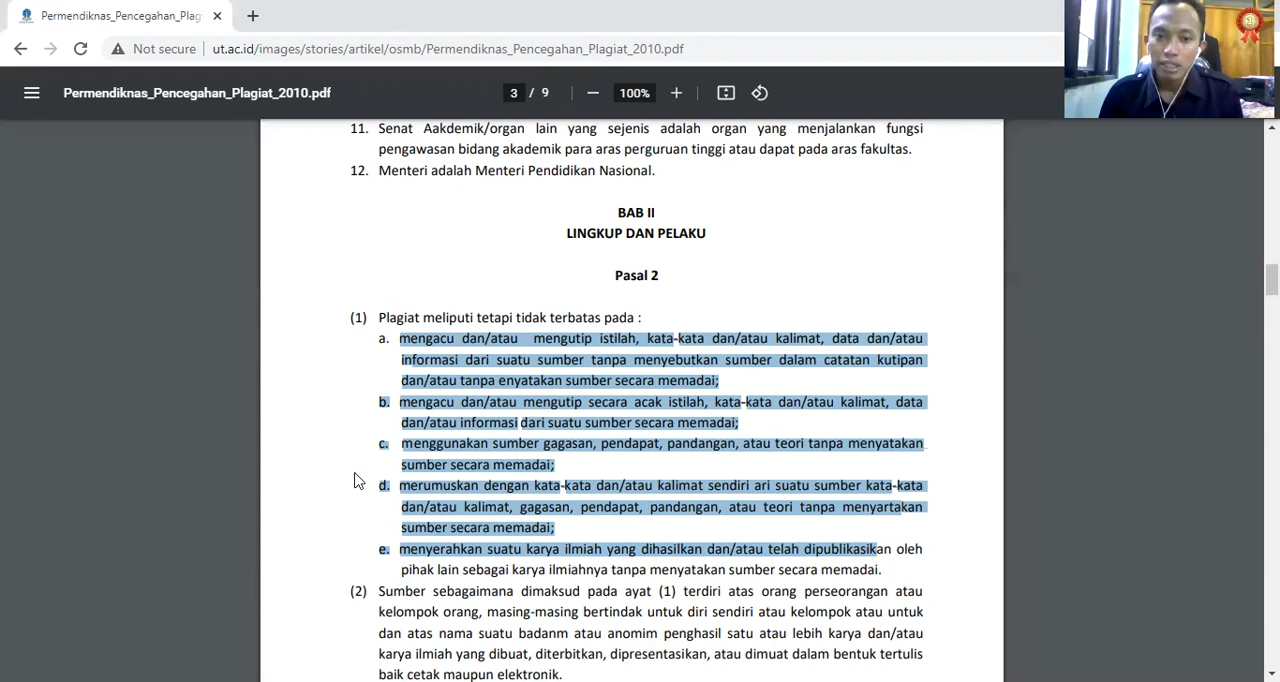 Permendiknas_Pencegahan_Plag
Not secure
ut.ac.id/images/stories/artikel/osmb/Permendiknas_Pencegahan_Plagiat_2010.pdf
Permendiknas_Pencegahan_Plagiat_2010.pdf
3 / 9
100%
11. Senat Aakdemik/organ lain yang sejenis adalah organ yang menjalankan fungsi
pengawasan bidang akademik para aras perguruan tinggi atau dapat pada aras fakultas.
12. Menteri adalah Menteri Pendidikan Nasional.
BAB II
LINGKUP DAN PELAKU
Pasal 2
(1) Plagiat meliputi tetapi tidak terbatas pada :
a. mengacu dan/atau mengutip istilah, kata-kata dan/atau kalimat, data dan/atau
informasi dari suatu sumber tanpa menyebutkan sumber dalam catatan kutipan
dan/atau tanpa enyatakan sumber secara memadai;
b. mengacu dan/atau mengutip secara acak istilah, kata-kata dan/atau kalimat, data
dan/atau informasi dari suatu sumber secara memadai;
c. menggunakan sumber gagasan, pendapat, pandangan, atau teori tanpa menyatakan
sumber secara memadai;
d. merumuskan dengan kata-kata dan/atau kalimat sendiri ari suatu sumber kata-kata
dan/atau kalimat, gagasan, pendapat, pandangan, atau teori tanpa menyartakan
sumber secara memadai;
e. menyerahkan suatu karya ilmiah yang dihasilkan dan/atau telah dipublikasikan oleh
pihak lain sebagai karya ilmiahnya tanpa menyatakan sumber secara memadai.
(2) Sumber sebagaimana dimaksud pada ayat (1) terdiri atas orang perseorangan atau
kelompok orang, masing-masing bertindak untuk diri sendiri atau kelompok atau untuk
dan atas nama suatu badanm atau anomim penghasil satu atau lebih karya dan/atau
karya ilmiah yang dibuat, diterbitkan, dipresentasikan, atau dimuat dalam bentuk tertulis
baik cetak maupun elektronik.